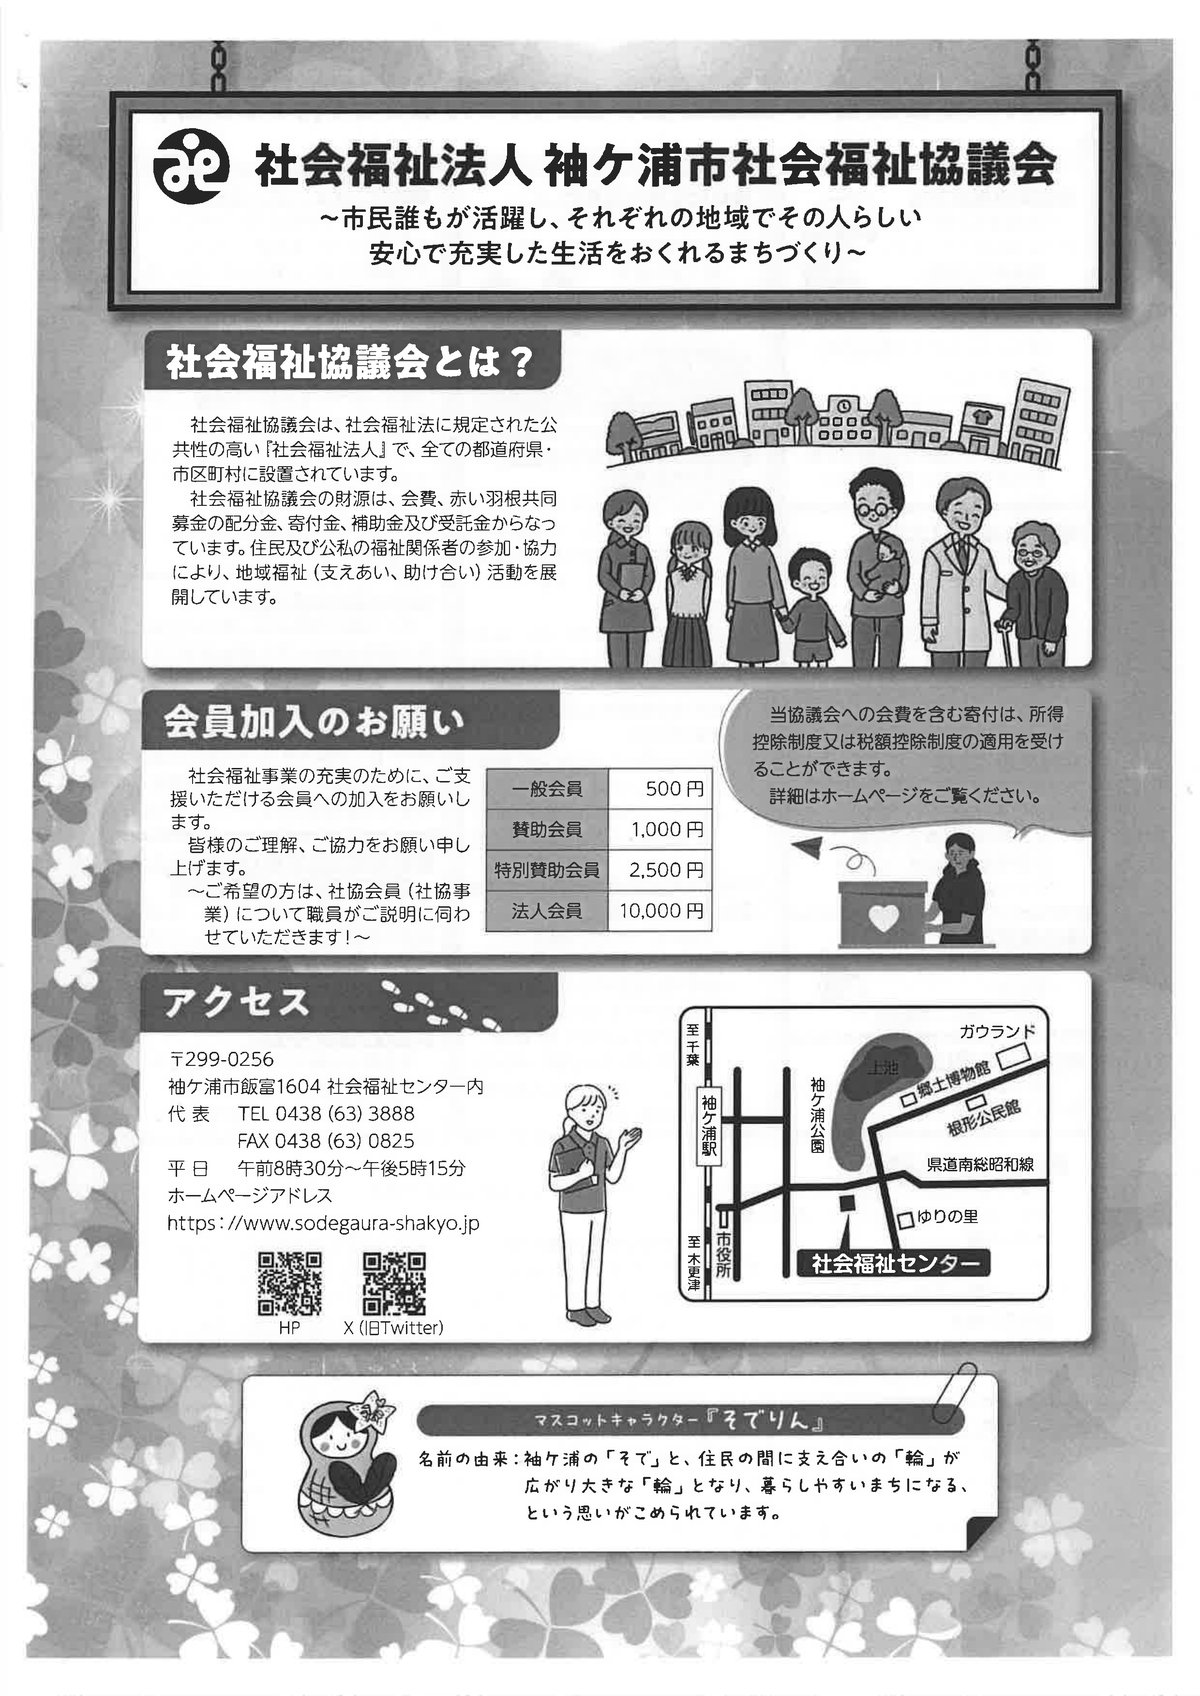 社会福祉法人 袖ケ浦市社会福祉協議会
～市民誰もが活躍し、それぞれの地域でその人らしい
安心で充実した生活をおくれるまちづくり～
社会福祉協議会とは？
社会福祉協議会は、社会福祉法に規定された公
共性の高い『社会福祉法人』で、全ての都道府県・
市区町村に設置されています。
社会福祉協議会の財源は、会費、赤い羽根共同
募金の配分金、寄付金、補助金及び受託金からなっ
ています。住民及び公私の福祉関係者の参加・協力
により、地域福祉（支えあい、助け合い）活動を展
開しています。
会員加入のお願い
社会福祉事業の充実のために、ご支
援いただける会員への加入をお願いし
ます。
皆様のご理解、ご協力をお願い申し
上げます。
～ご希望の方は、社協会員（社協事
業）について職員がご説明に伺わ
せていただきます！～
一般会員 500円
賛助会員 1,000円
特別賛助会員 2,500円
法人会員 10,000円
当協議会への会費を含む寄付は、所得
控除制度又は税額控除制度の適用を受け
ることができます。
詳細はホームページをご覧ください。
アクセス
〒299-0256
袖ケ浦市飯富1604 社会福祉センター内
代 表 TEL 0438 (63) 3888
FAX 0438 (63) 0825
平 日 午前8時30分～午後5時15分
ホームページアドレス
https://www.sodegaura-shakyo.jp
HP
X (旧Twitter)
至 千葉
袖ケ浦駅
至 木更津
市役所
袖ケ浦公園
上池
ガウランド
郷土博物館
根形公民館
県道南総昭和線
ゆりの里
社会福祉センター
マスコットキャラクター『そでりん』
名前の由来：袖ケ浦の「そで」と、住民の間に支え合いの「輪」が
広がり大きな「輪」となり、暮らしやすいまちになる、
という思いがこめられています。